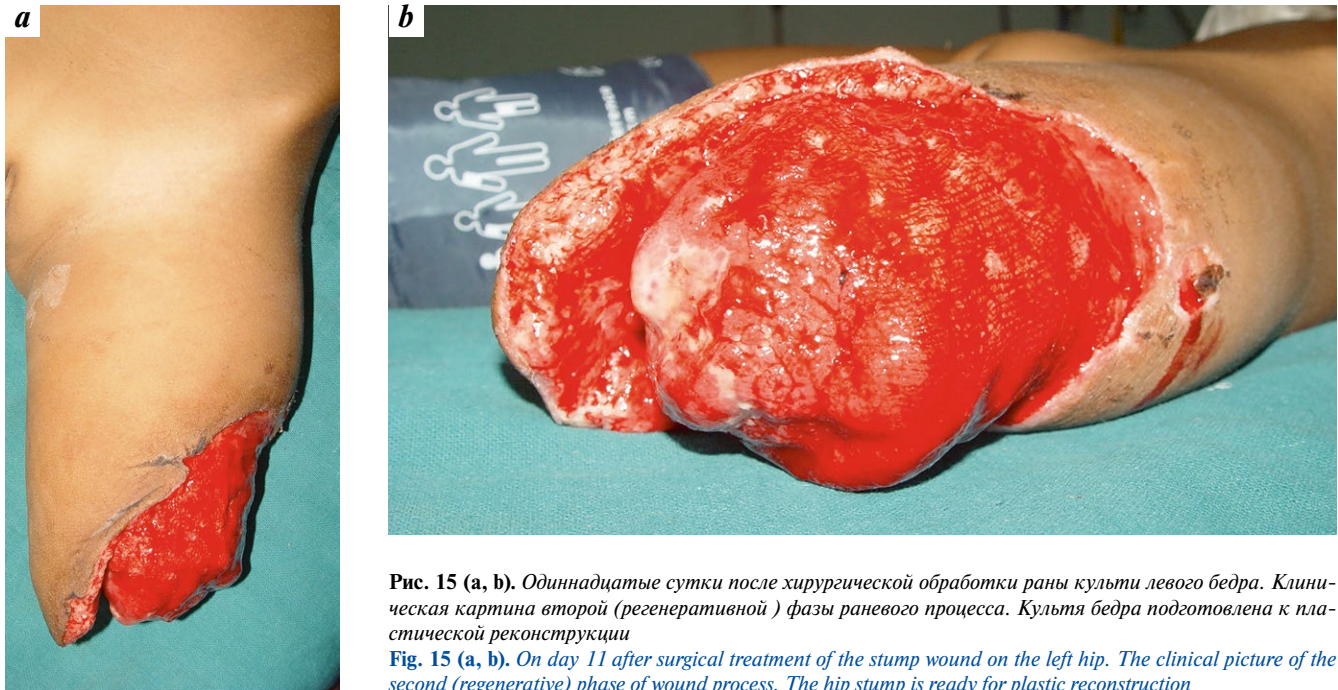 a
b
Рис. 15 (a, b). Одиннадцатые сутки после хирургической обработки раны культи левого бедра. Клини-
ческая картина второй (регенеративной ) фазы раневого процесса. Культя бедра подготовлена к пла-
стической реконструкции
Fig. 15 (a, b). On day 11 after surgical treatment of the stump wound on the left hip. The clinical picture of the
second (regenerative) phase of wound process. The hip stump is ready for plastic reconstruction